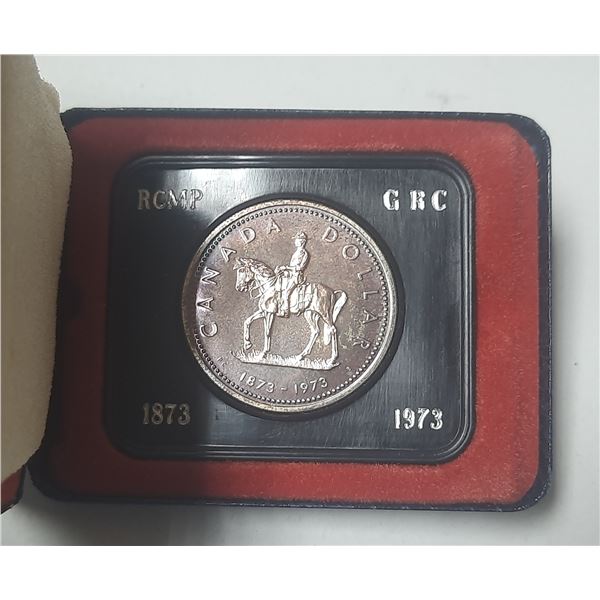 RCMP GRC
CANADA DOLLAR
1873-1973
1873 1973